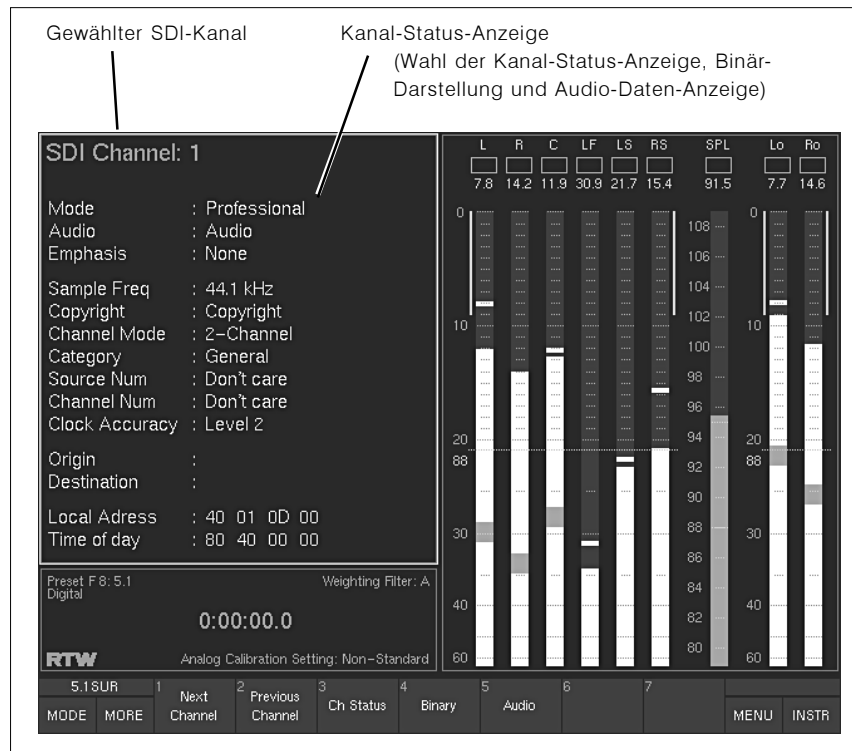 Gewählter SDI-Kanal
Kanal-Status-Anzeige
(Wahl der Kanal-Status-Anzeige, Binär-
Darstellung und Audio-Daten-Anzeige)
SDI Channel: 1
Mode : Professional
Audio : Audio
Emphasis : None
Sample Freq : 44.1 kHz
Copyright : Copyright
Channel Mode : 2-Channel
Category : General
Source Num : Don't care
Channel Num : Don't care
Clock Accuracy : Level 2
Origin :
Destination :
Local Adress : 40 01 0D 00
Time of day : 80 40 00 00
Preset F 8: 5.1
Weighting Filter: A
Digital
0:00:00.0
RTW
Analog Calibration Setting: Non-Standard
L R C LF LS RS SPL Lo Ro
7.8 14.2 11.9 30.9 21.7 15.4 91.5 7.7 14.6
0
10
20
88
30
40
60
108
106
104
102
100
98
96
94
92
90
88
86
84
82
80
0
10
20
88
30
40
60
5.1SUR
MODE MORE
1 Next Channel
2 Previous Channel
3 Ch Status
4 Binary
5 Audio
6
7
MENU INSTR